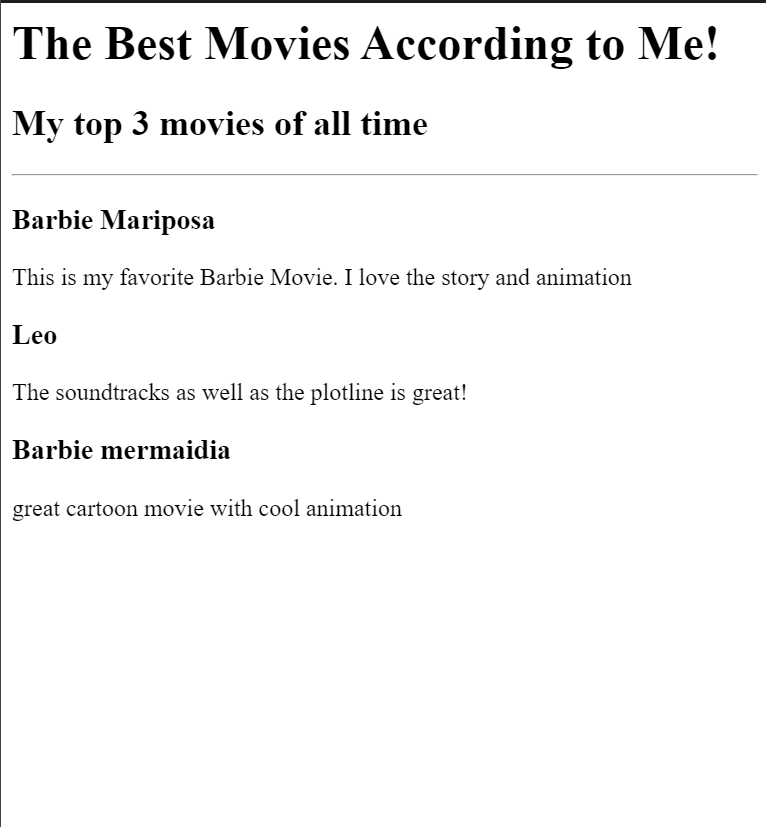 The Best Movies According to Me!
My top 3 movies of all time
Barbie Mariposa
This is my favorite Barbie Movie. I love the story and animation
Leo
The soundtracks as well as the plotline is great!
Barbie mermaidia
great cartoon movie with cool animation